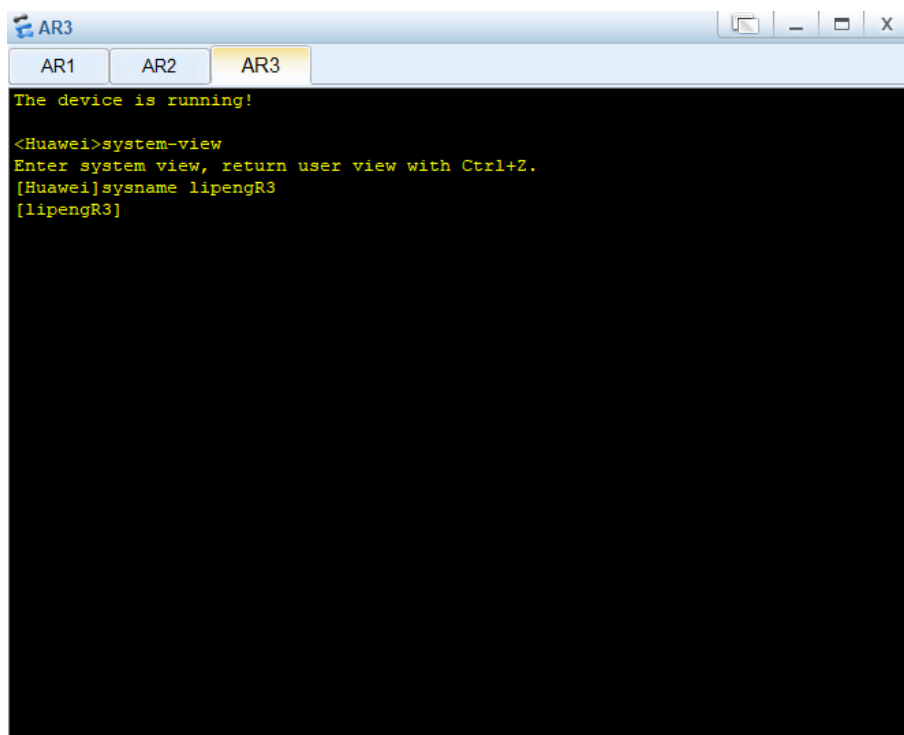 AR3
X
AR1 AR2 AR3
The device is running!
<Huawei>system-view
Enter system view, return user view with Ctrl+Z.
[Huawei]sysname lipengR3
[lipengR3]